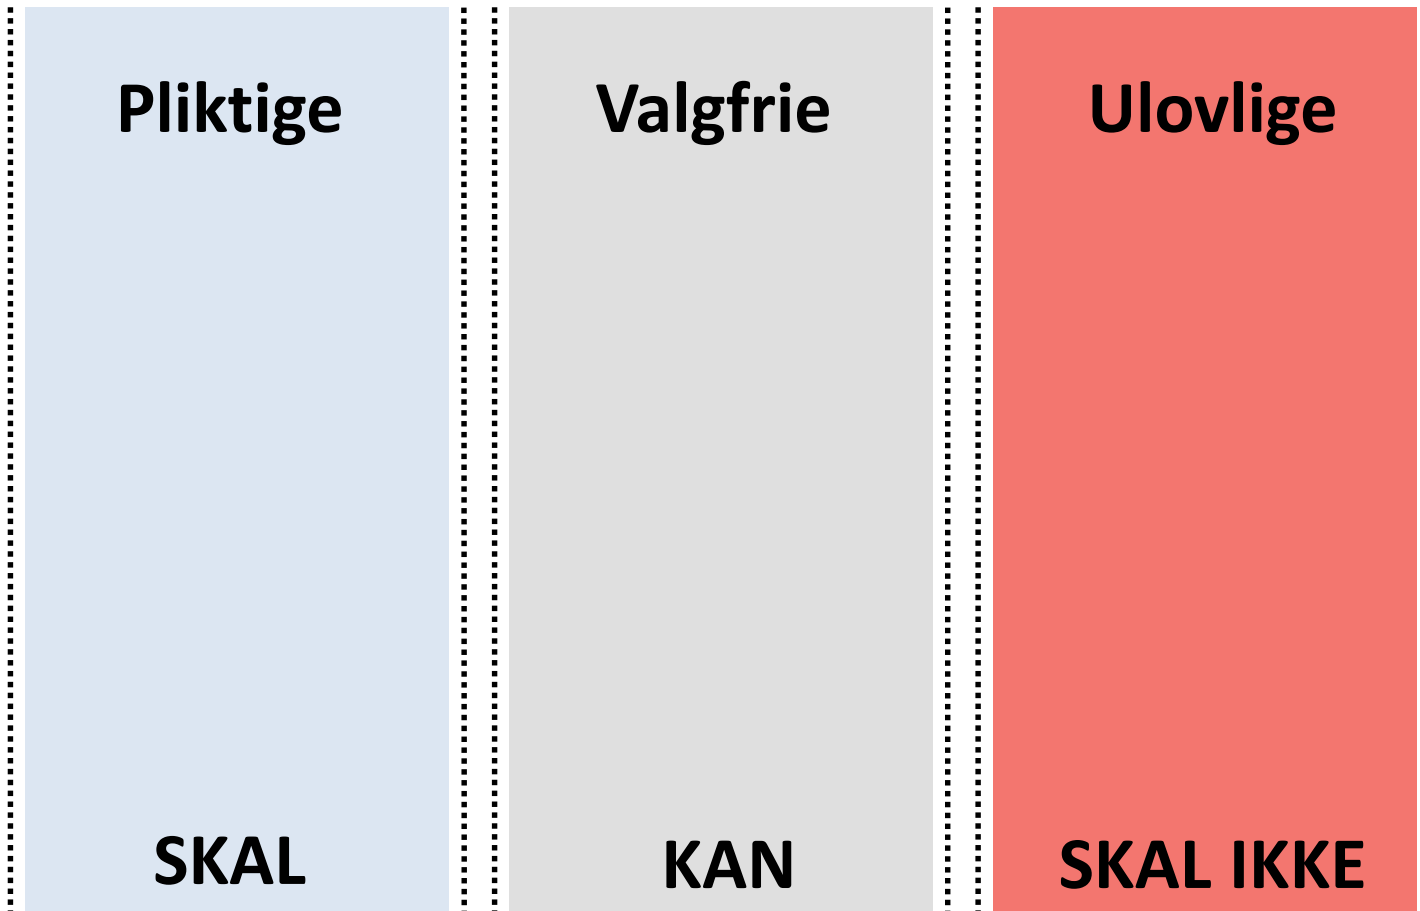 Pliktige
Valgfrie
Ulovlige
SKAL
KAN
SKAL IKKE